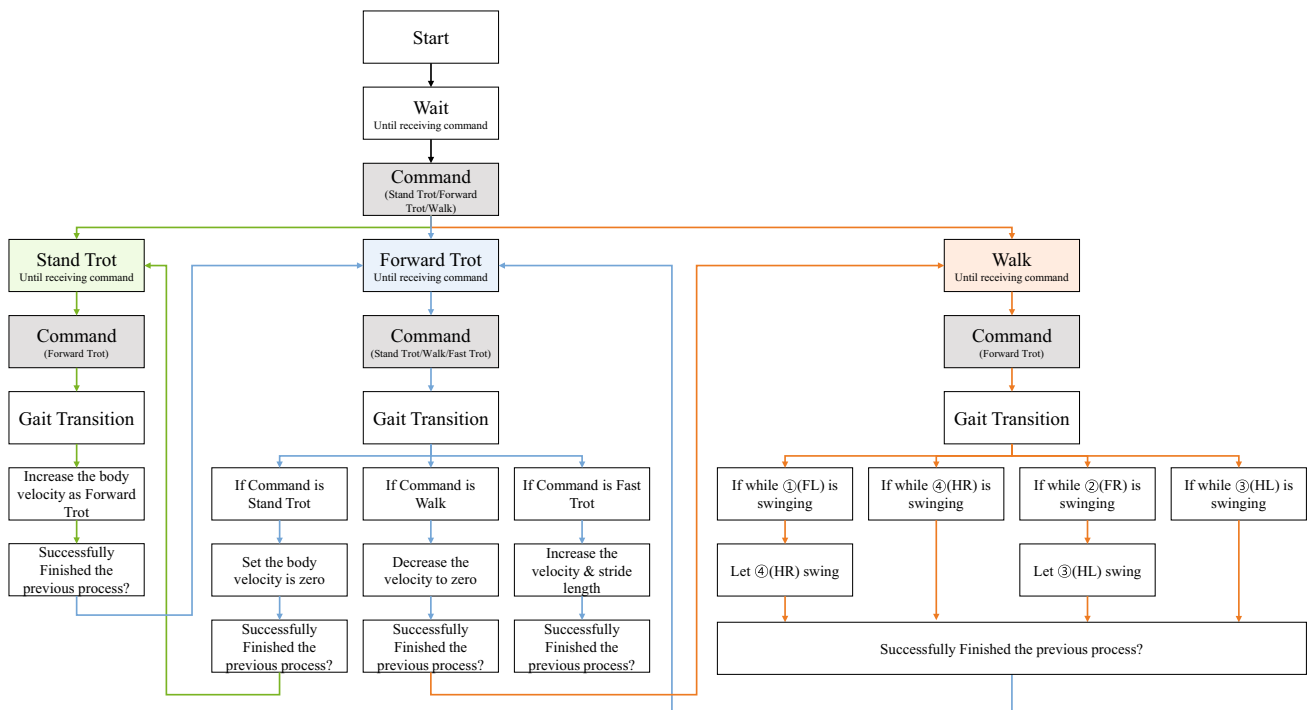 Start
Wait
Until receiving command
Command
(Stand Trot/Forward
Trot/Walk)
Stand Trot
Until receiving command
Forward Trot
Until receiving command
Walk
Until receiving command
Command
(Forward Trot)
Command
(Stand Trot/Walk/Fast Trot)
Command
(Forward Trot)
Gait Transition
Gait Transition
Gait Transition
Increase the body
velocity as Forward
Trot
If Command is
Stand Trot
If Command is
Walk
If Command is Fast
Trot
If while ①(FL) is
swinging
If while ④(HR) is
swinging
If while ②(FR) is
swinging
If while ③(HL) is
swinging
Successfully
Finished the
previous process?
Set the body
velocity is zero
Decrease the
velocity to zero
Increase the
velocity & stride
length
Let ④(HR) swing
Let ③(HL) swing
Successfully
Finished the
previous process?
Successfully
Finished the
previous process?
Successfully
Finished the
previous process?
Successfully Finished the previous process?